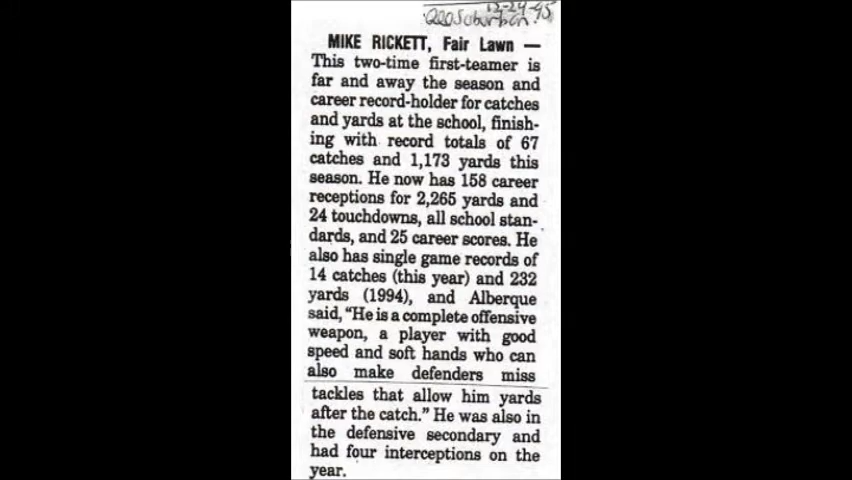 12-24-95
All Suburban
MIKE RICKETT, Fair Lawn —
This two-time first-teamer is
far and away the season and
career record-holder for catches
and yards at the school, finish-
ing with record totals of 67
catches and 1,173 yards this
season. He now has 158 career
receptions for 2,265 yards and
24 touchdowns, all school stan-
dards, and 25 career scores. He
also has single game records of
14 catches (this year) and 232
yards (1994), and Alberque
said, “He is a complete offensive
weapon, a player with good
speed and soft hands who can
also make defenders miss
tackles that allow him yards
after the catch.” He was also in
the defensive secondary and
had four interceptions on the
year.